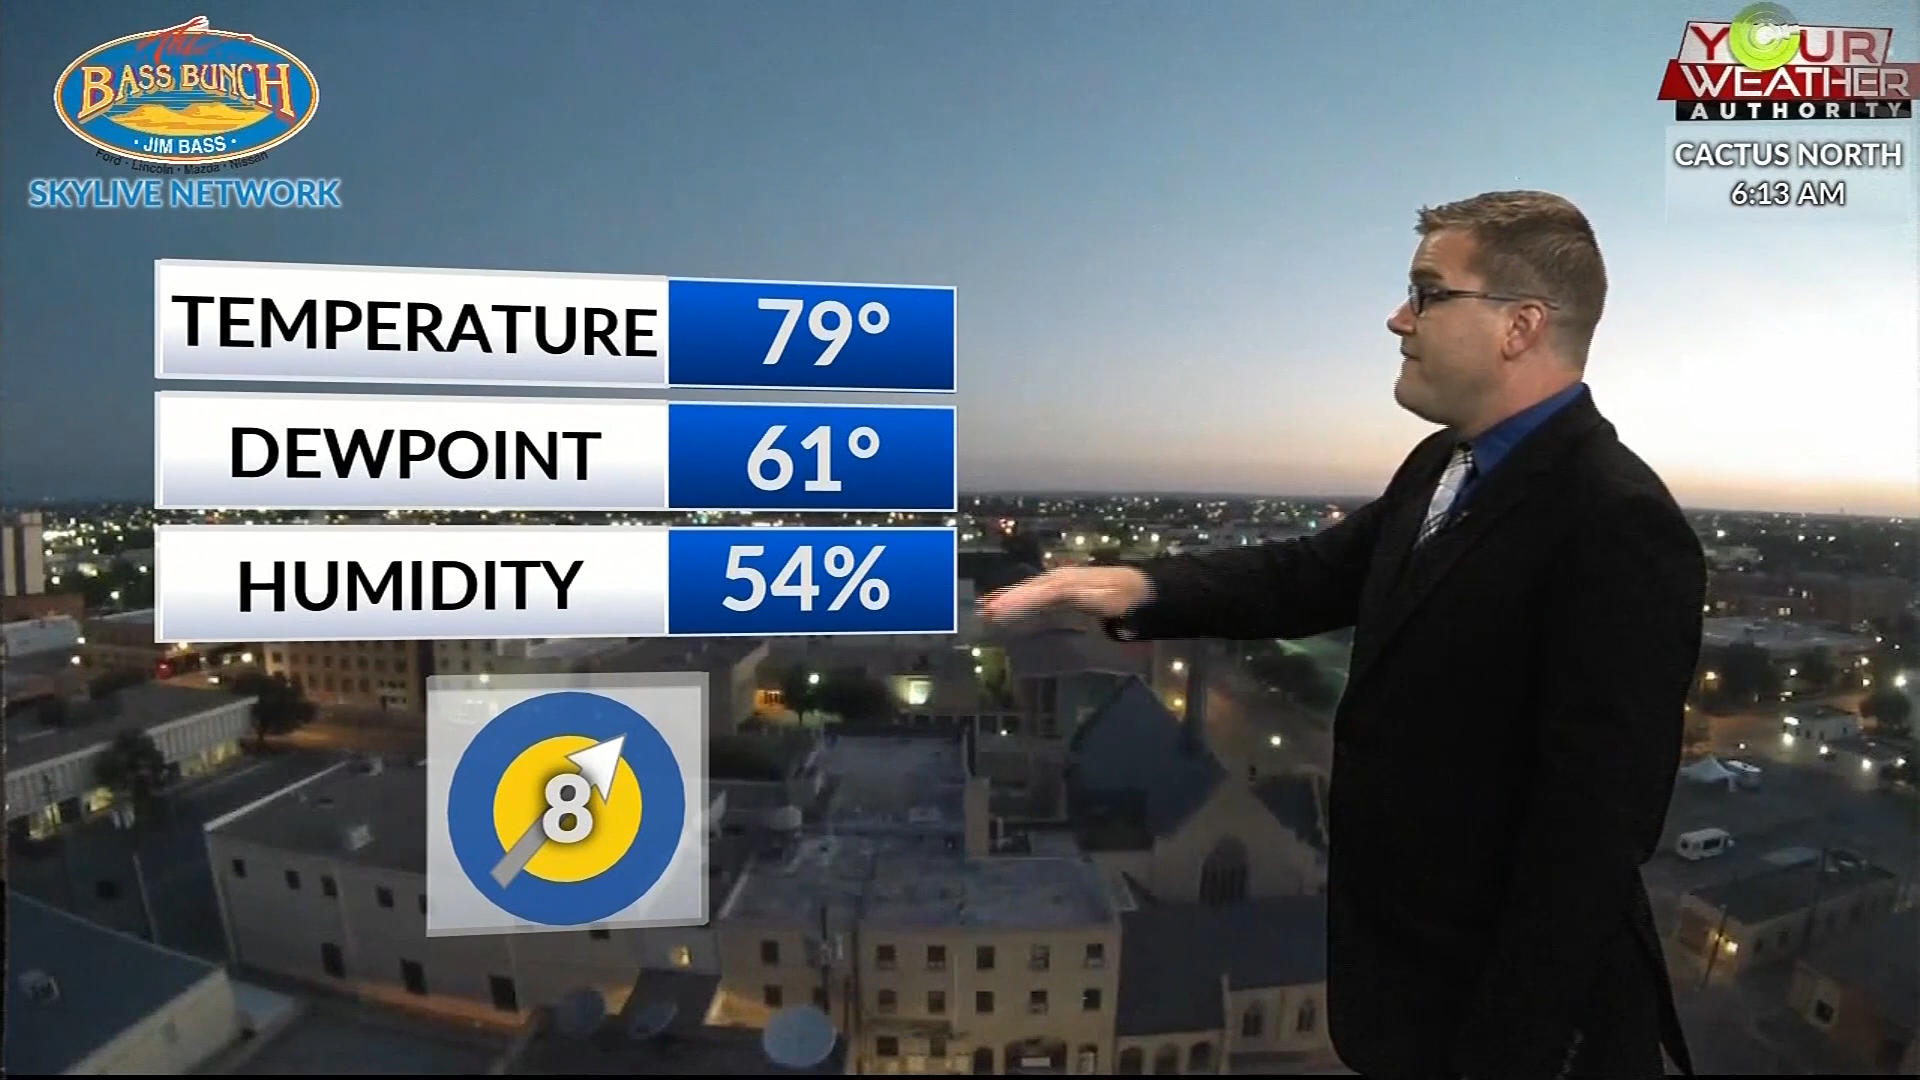 The
BASS BUNCH
· JIM BASS ·
Ford · Lincoln · Mazda · Nissan
SKYLIVE NETWORK
YOUR
WEATHER
AUTHORITY
CACTUS NORTH
6:13 AM
TEMPERATURE 79°
DEWPOINT 61°
HUMIDITY 54%
8